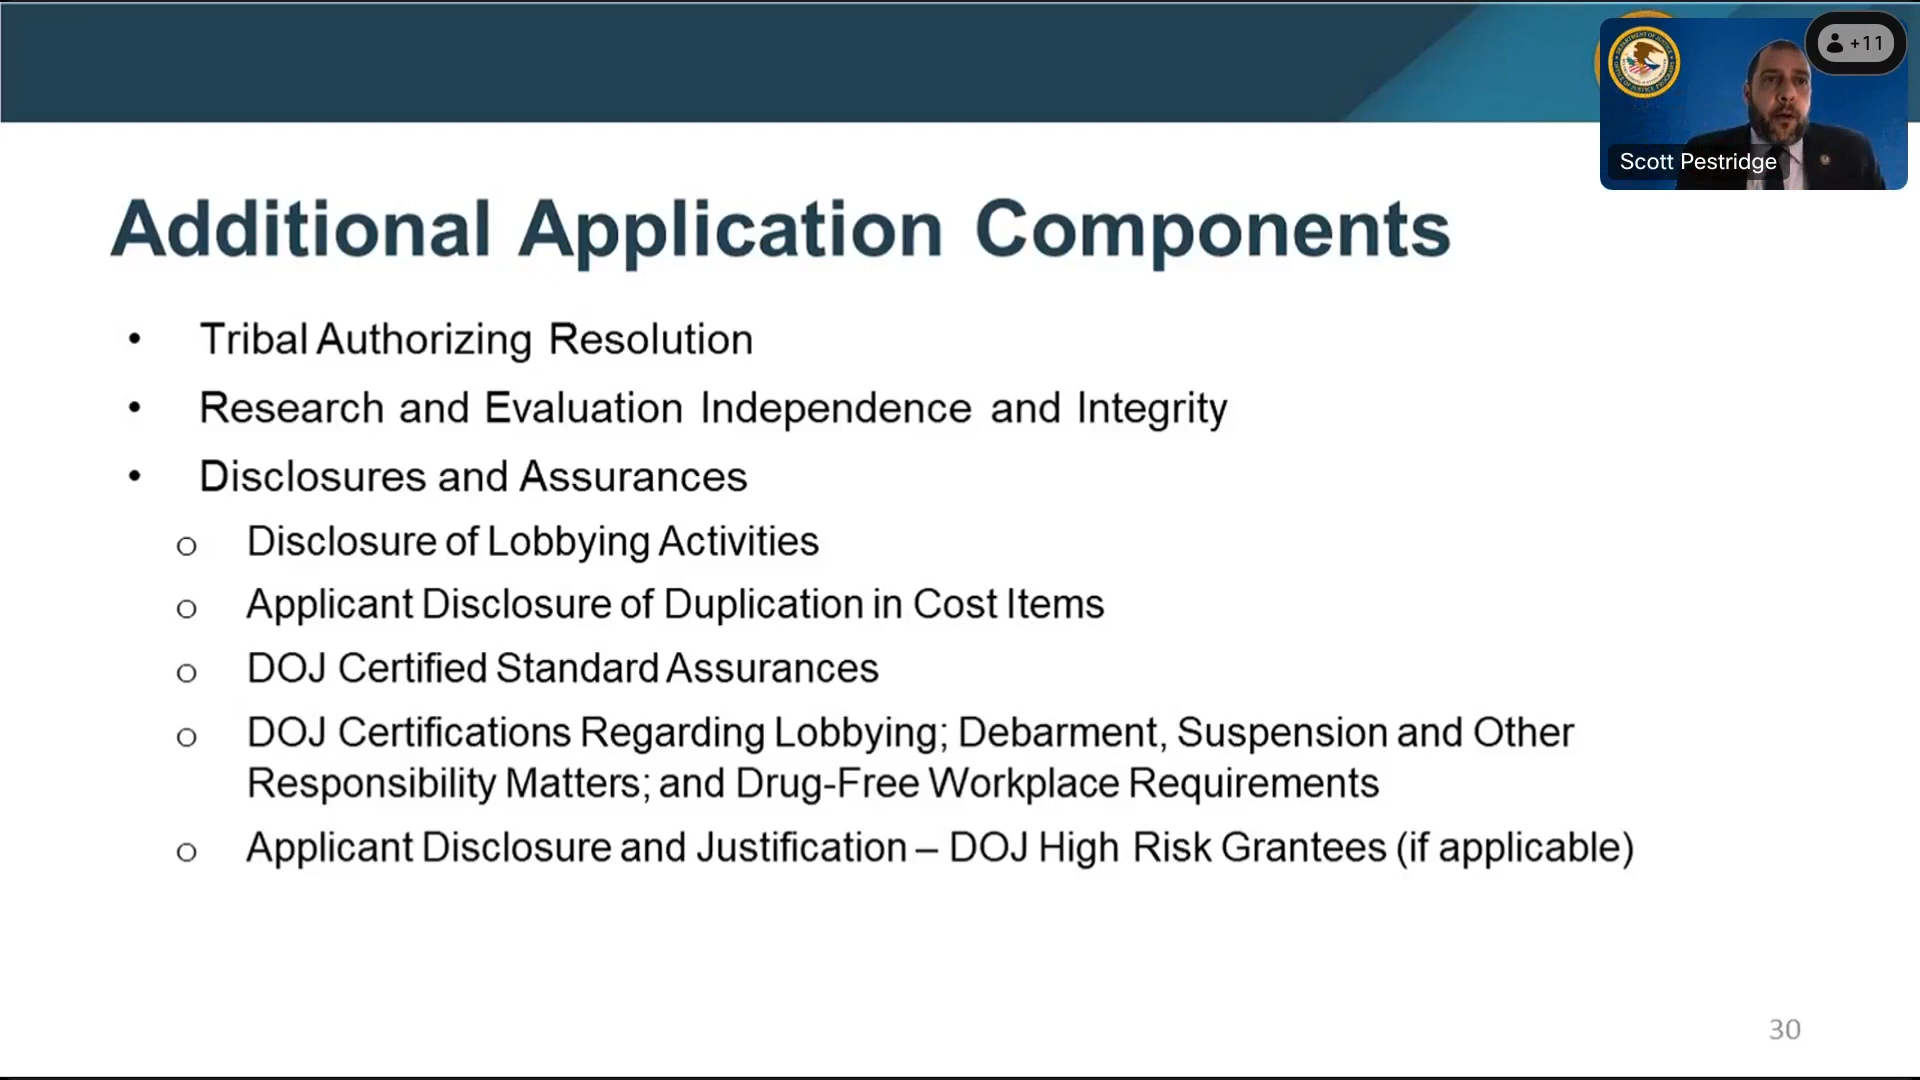 +11
Scott Pestridge
Additional Application Components
• Tribal Authorizing Resolution
• Research and Evaluation Independence and Integrity
• Disclosures and Assurances
o Disclosure of Lobbying Activities
o Applicant Disclosure of Duplication in Cost Items
o DOJ Certified Standard Assurances
o DOJ Certifications Regarding Lobbying; Debarment, Suspension and Other
Responsibility Matters; and Drug-Free Workplace Requirements
o Applicant Disclosure and Justification – DOJ High Risk Grantees (if applicable)
30